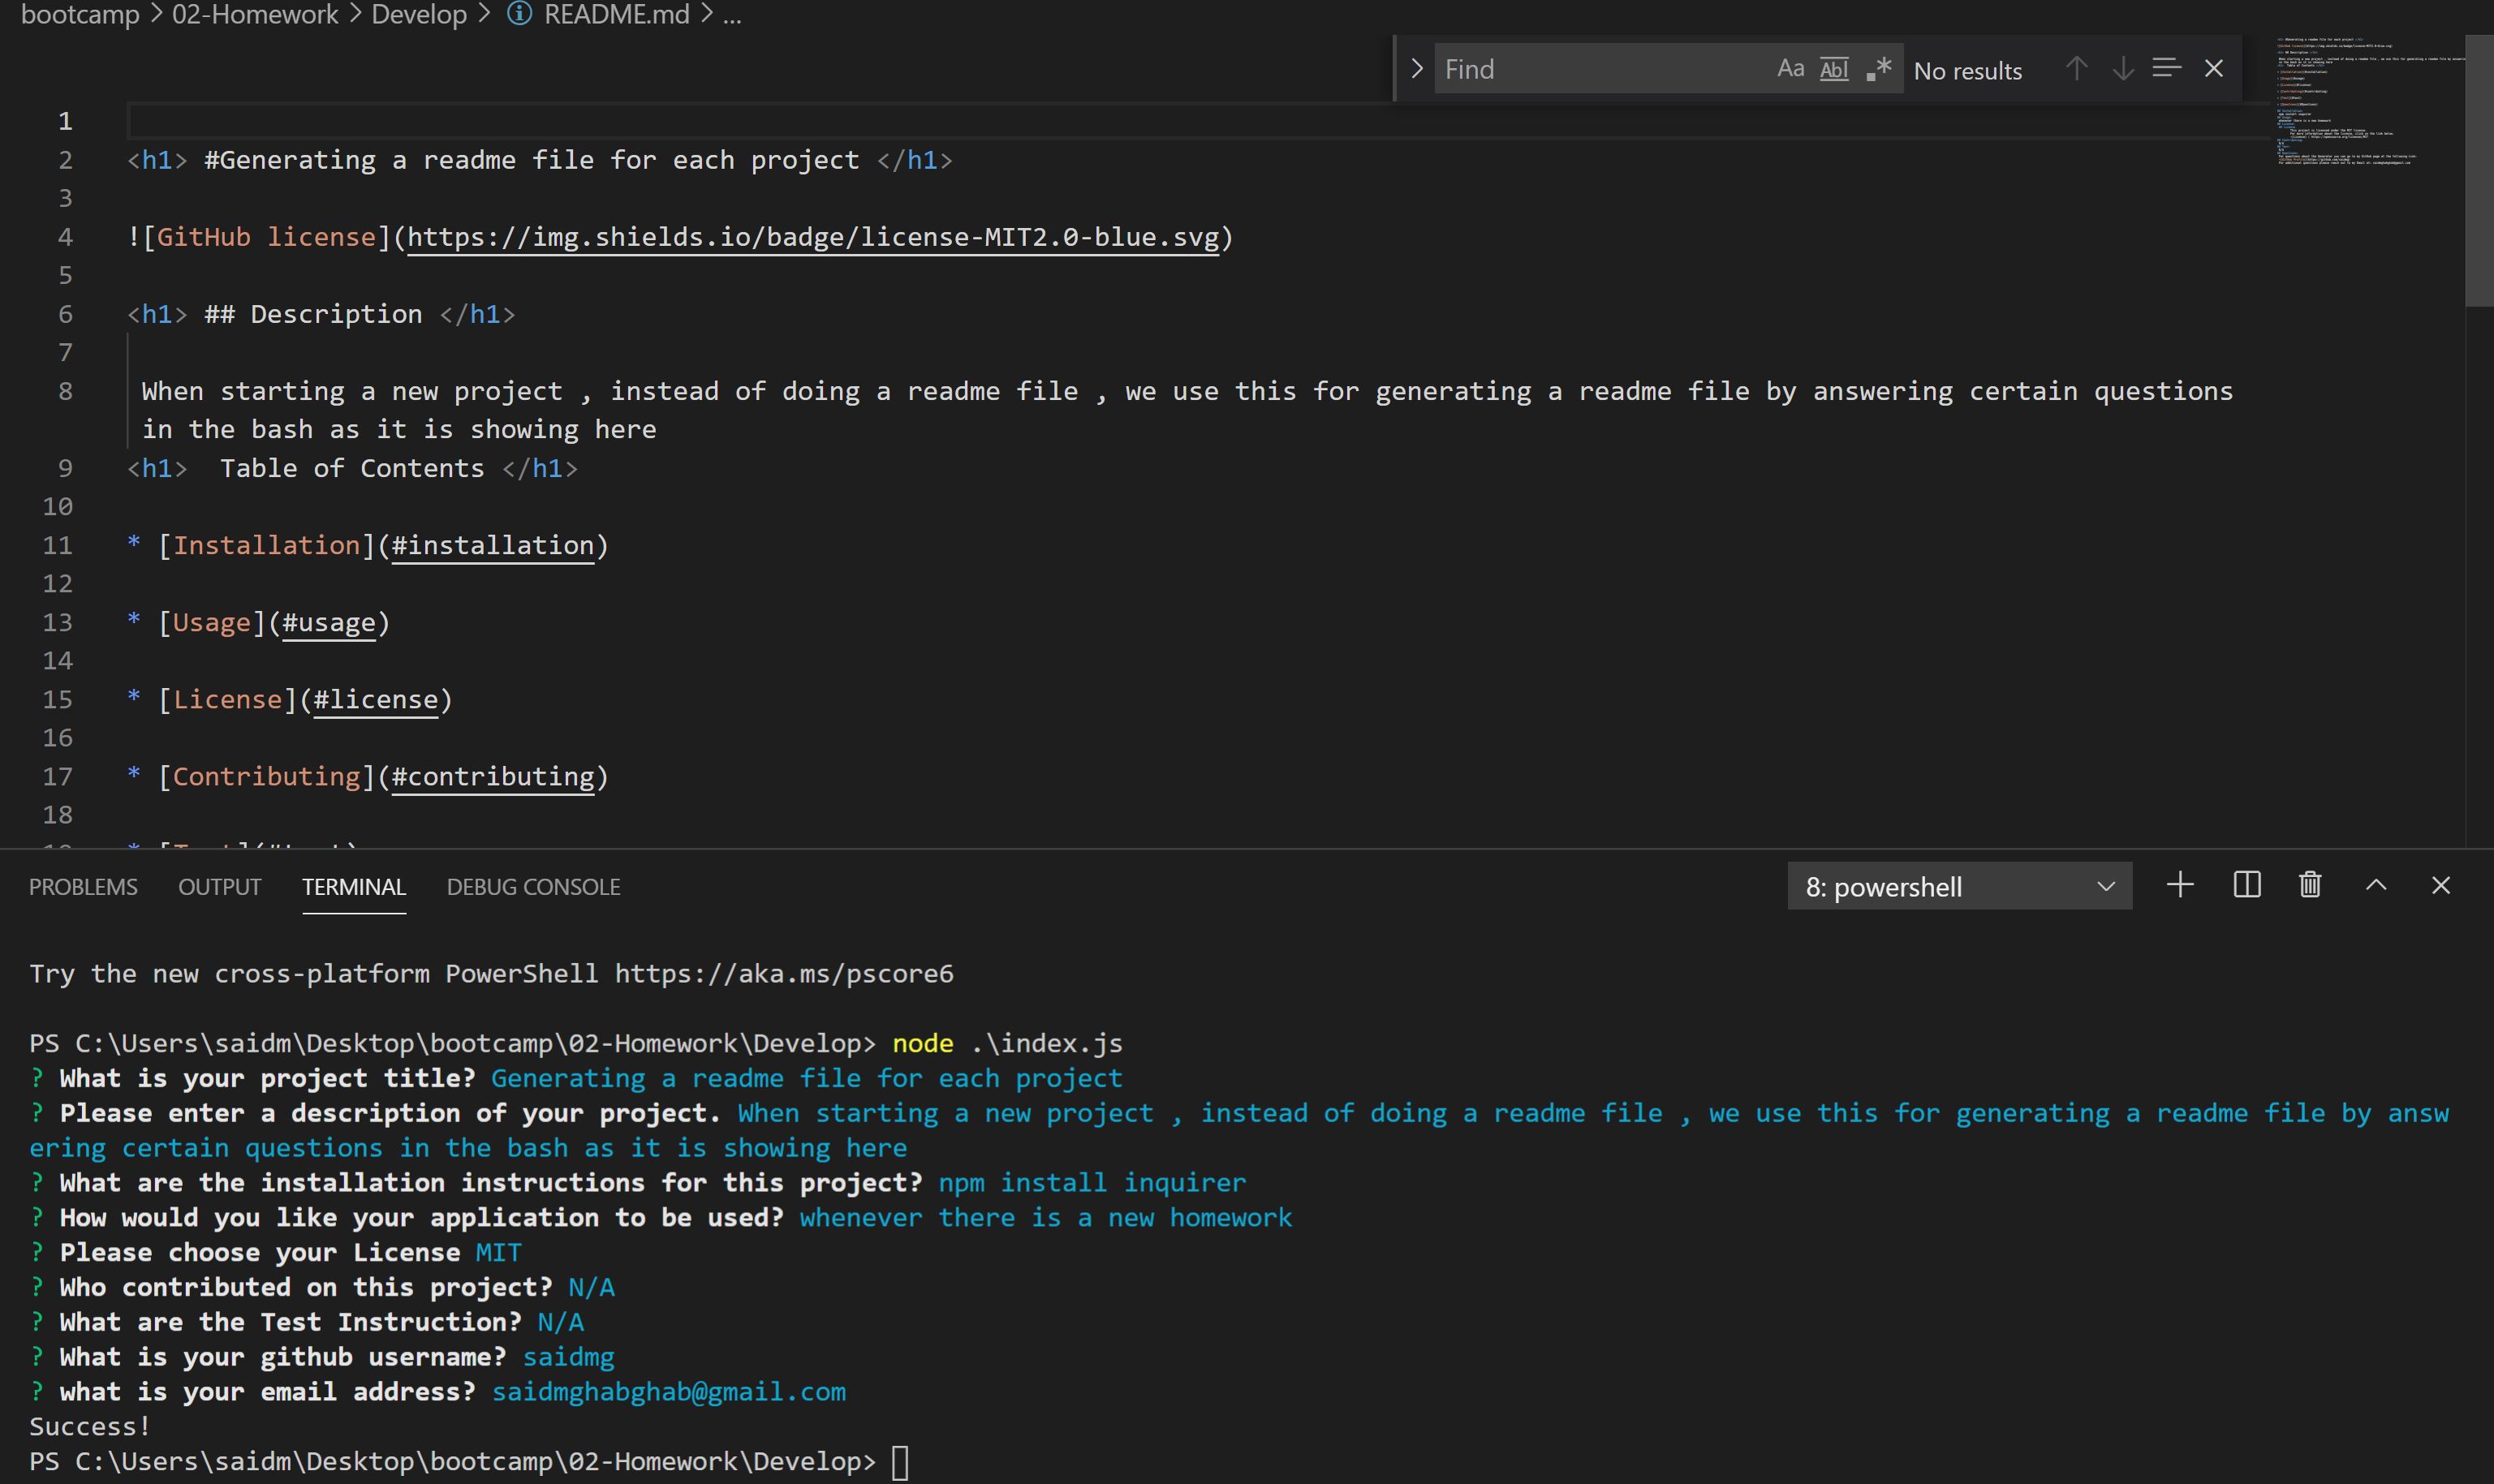 bootcamp > 02-Homework > Develop > README.md > ...
Find Aa Abl .* No results
1
2 <h1> #Generating a readme file for each project </h1>
3
4 ![GitHub license](https://img.shields.io/badge/license-MIT2.0-blue.svg)
5
6 <h1> ## Description </h1>
7
8 When starting a new project , instead of doing a readme file , we use this for generating a readme file by answering certain questions
in the bash as it is showing here
9 <h1>  Table of Contents </h1>
10
11 * [Installation](#installation)
12
13 * [Usage](#usage)
14
15 * [License](#license)
16
17 * [Contributing](#contributing)
18
PROBLEMS OUTPUT TERMINAL DEBUG CONSOLE 8: powershell
Try the new cross-platform PowerShell https://aka.ms/pscore6
PS C:\Users\saidm\Desktop\bootcamp\02-Homework\Develop> node .\index.js
? What is your project title? Generating a readme file for each project
? Please enter a description of your project. When starting a new project , instead of doing a readme file , we use this for generating a readme file by answ
ering certain questions in the bash as it is showing here
? What are the installation instructions for this project? npm install inquirer
? How would you like your application to be used? whenever there is a new homework
? Please choose your License MIT
? Who contributed on this project? N/A
? What are the Test Instruction? N/A
? What is your github username? saidmg
? what is your email address? saidmghabghab@gmail.com
Success!
PS C:\Users\saidm\Desktop\bootcamp\02-Homework\Develop>